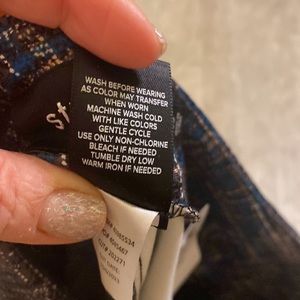 WASH BEFORE WEARING
AS COLOR MAY TRANSFER
WHEN WORN
MACHINE WASH COLD
WITH LIKE COLORS
GENTLE CYCLE
USE ONLY NON-CHLORINE
BLEACH IF NEEDED
TUMBLE DRY LOW
WARM IRON IF NEEDED
st